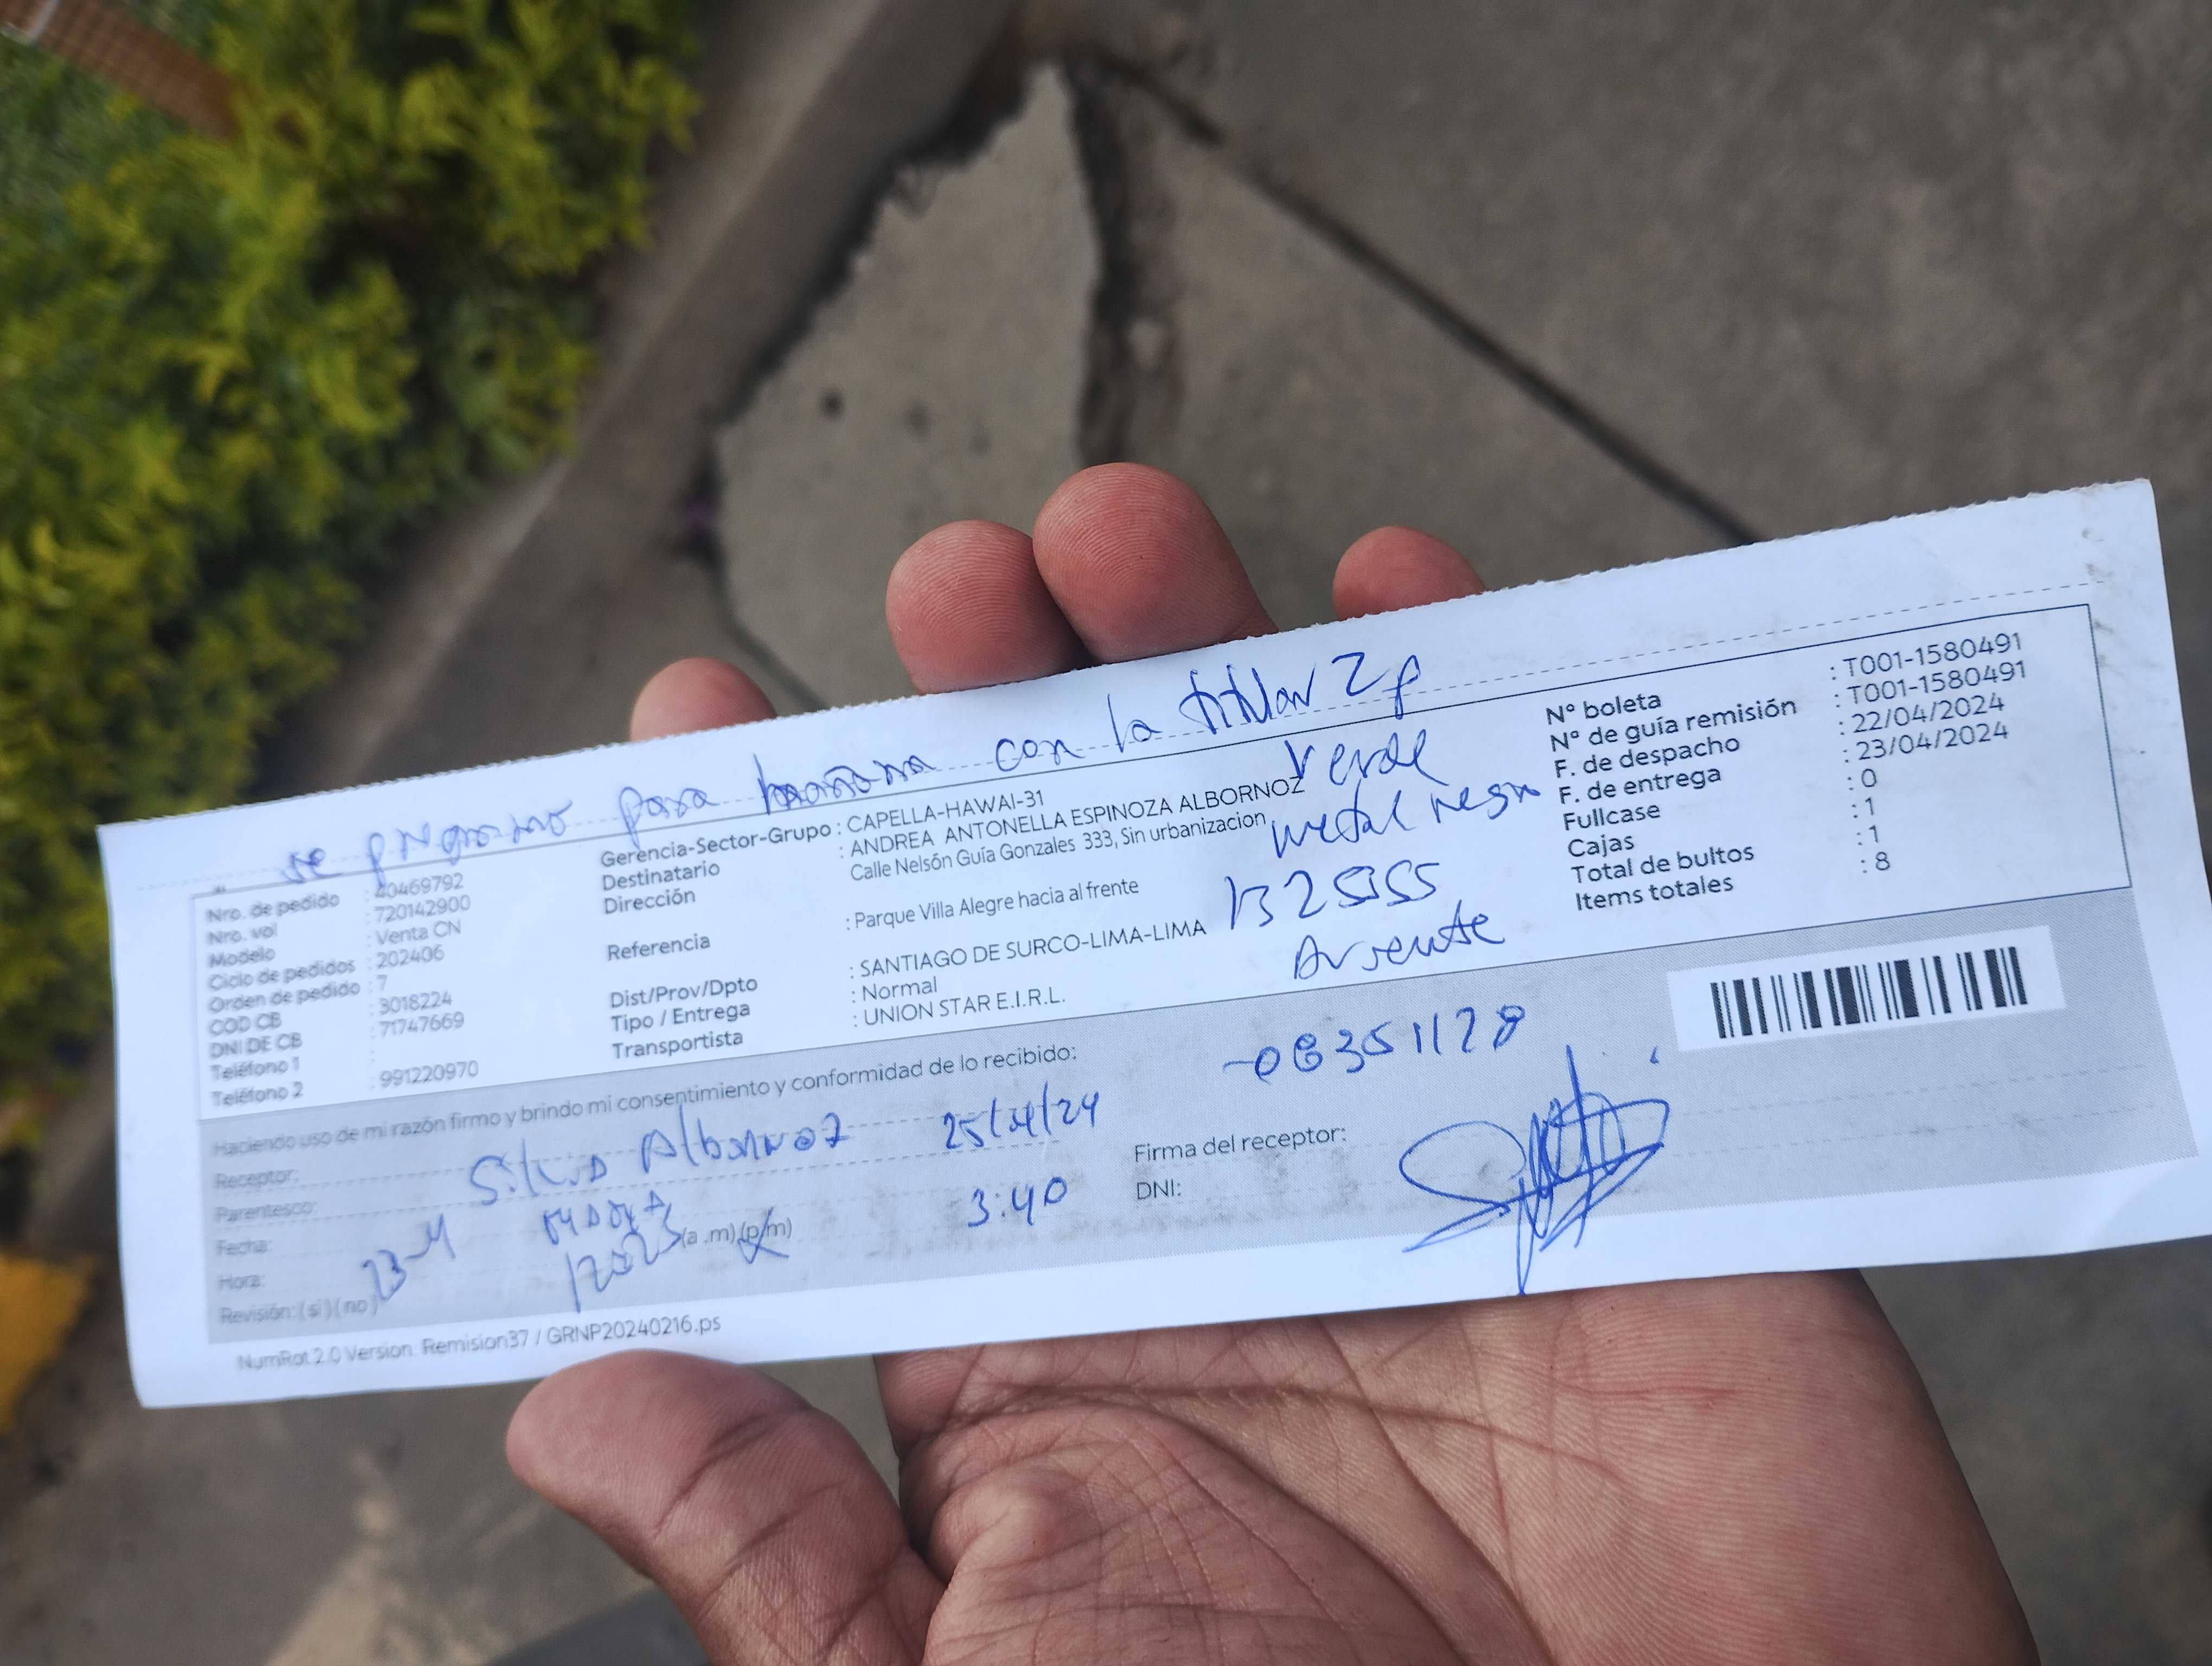 se programo para mañana con la titular 2p
Nro. de pedido : 40469792
Nro. vol : 720142900
Modelo : Venta CN
Ciclo de pedidos : 202406
Orden de pedido : 7
COD CB : 3018224
DNI DE CB : 71747669
Teléfono 1 :
Teléfono 2 : 991220970
Gerencia-Sector-Grupo : CAPELLA-HAWAI-31
Destinatario : ANDREA ANTONELLA ESPINOZA ALBORNOZ
Dirección Calle Nelsón Guía Gonzales 333, Sin urbanizacion,
Referencia : Parque Villa Alegre hacia al frente
Dist/Prov/Dpto : SANTIAGO DE SURCO-LIMA-LIMA
Tipo / Entrega : Normal
Transportista : UNION STAR E.I.R.L.
Verde
metal negro
1325555
Ausente
N° boleta : T001-1580491
N° de guía remisión : T001-1580491
F. de despacho : 22/04/2024
F. de entrega : 23/04/2024
Fullcase : 0
Cajas : 1
Total de bultos : 1
Items totales : 8
Haciendo uso de mi razón firmo y brindo mi consentimiento y conformidad de lo recibido:
Receptor: Silvia Albornoz 25/04/24
Parentesco:
Fecha: 23-4
Hora: (a .m) (p/m) 3:40
Revisión: ( si ) ( no )
Firma del receptor:
DNI:
NumRot 2.0 Version: Remision37 / GRNP20240216.ps